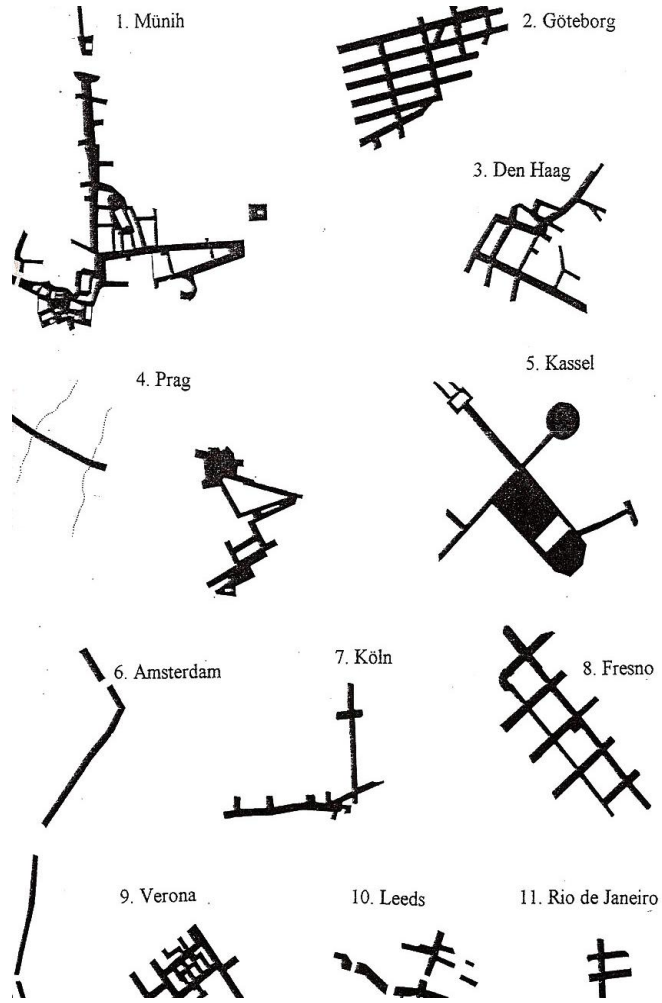 1. Münih
2. Göteborg
3. Den Haag
4. Prag
5. Kassel
6. Amsterdam
7. Köln
8. Fresno
9. Verona
10. Leeds
11. Rio de Janeiro